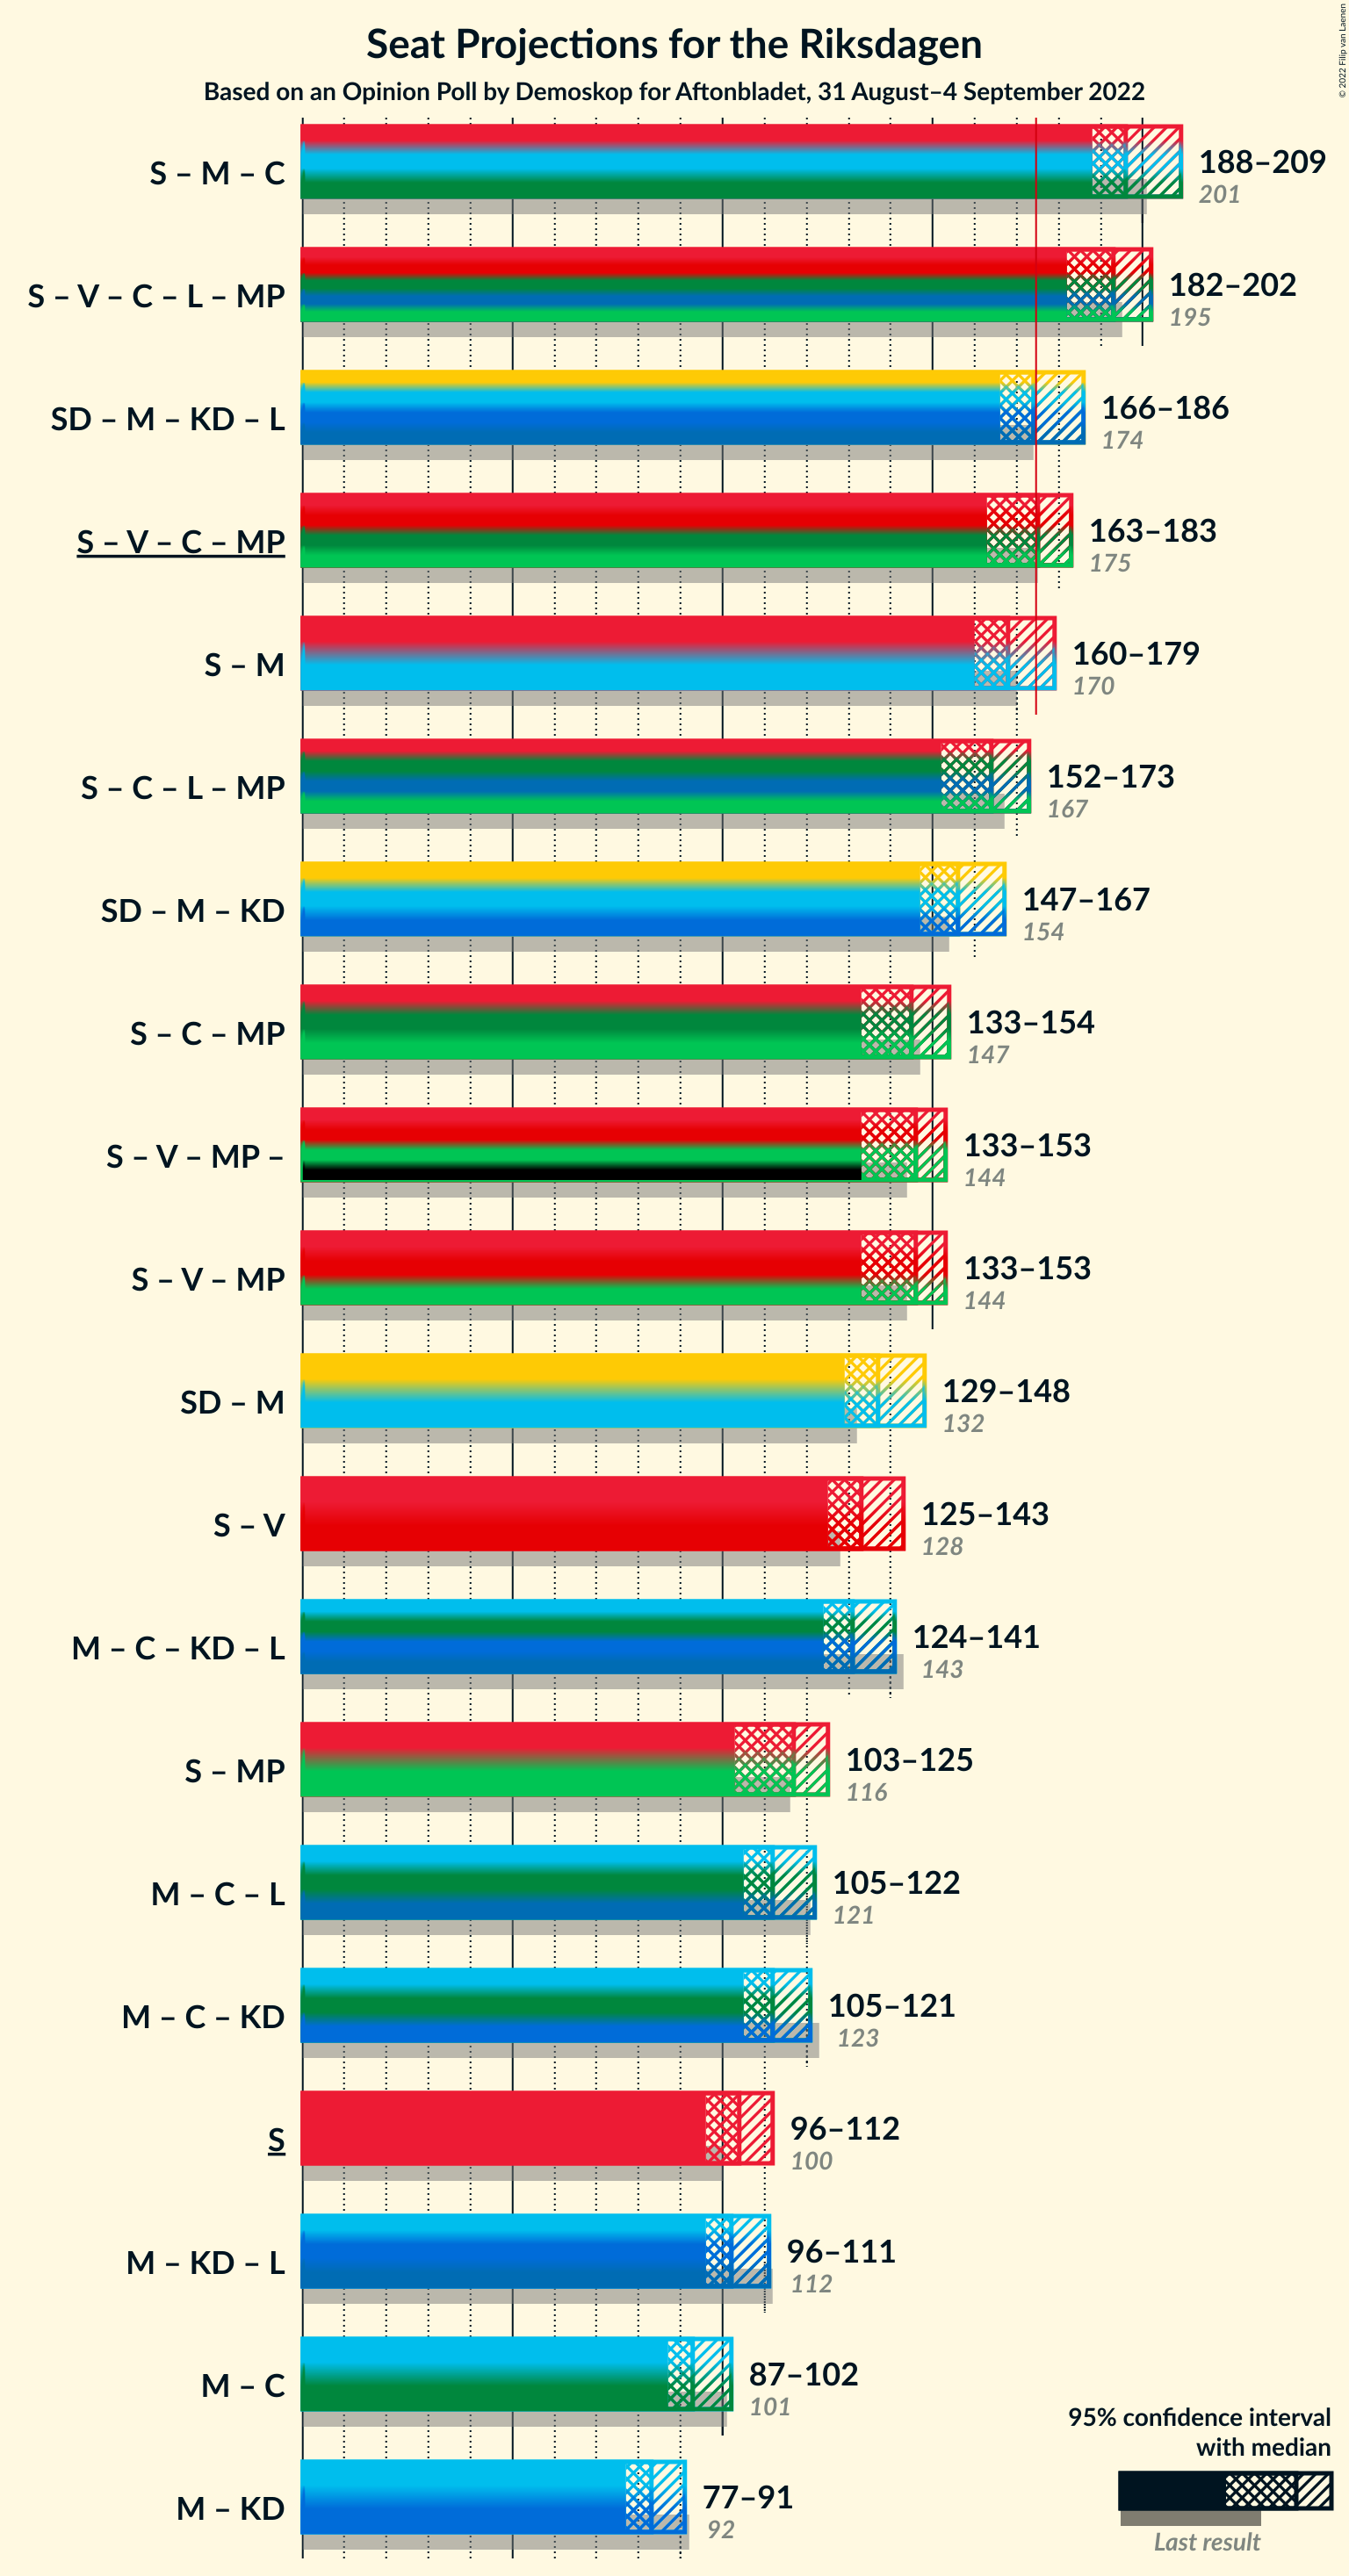 Seat Projections for the Riksdagen
Based on an Opinion Poll by Demoskop for Aftonbladet, 31 August–4 September 2022
© 2022 Filip van Laenen
S – M – C
188–209
201
S – V – C – L – MP
182–202
195
SD – M – KD – L
166–186
174
S – V – C – MP
163–183
175
S – M
160–179
170
S – C – L – MP
152–173
167
SD – M – KD
147–167
154
S – C – MP
133–154
147
S – V – MP –
133–153
144
S – V – MP
133–153
144
SD – M
129–148
132
S – V
125–143
128
M – C – KD – L
124–141
143
S – MP
103–125
116
M – C – L
105–122
121
M – C – KD
105–121
123
S
96–112
100
M – KD – L
96–111
112
M – C
87–102
101
M – KD
77–91
92
95% confidence interval
with median
Last result